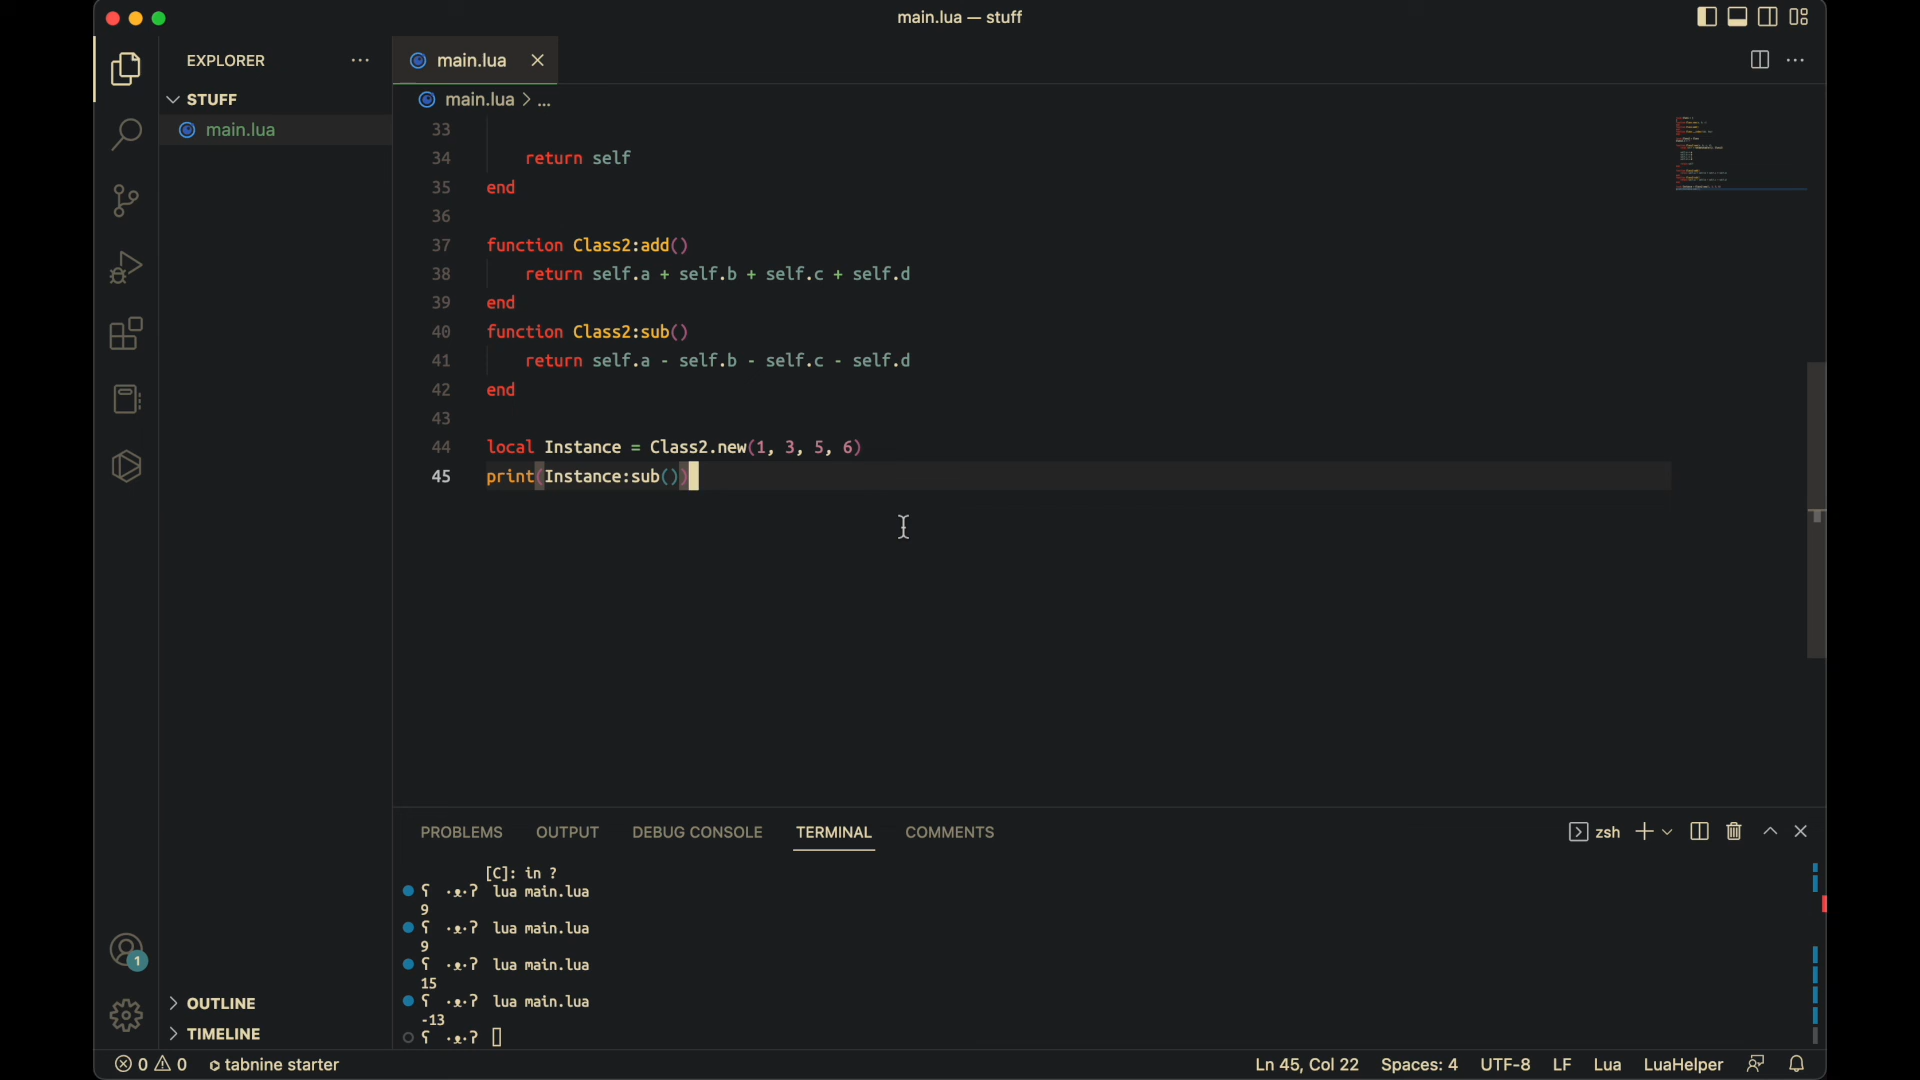 main.lua — stuff
EXPLORER
STUFF
main.lua
main.lua
main.lua > ...
33
34 return self
35 end
36
37 function Class2:add()
38 return self.a + self.b + self.c + self.d
39 end
40 function Class2:sub()
41 return self.a - self.b - self.c - self.d
42 end
43
44 local Instance = Class2.new(1, 3, 5, 6)
45 print(Instance:sub())
PROBLEMS OUTPUT DEBUG CONSOLE TERMINAL COMMENTS
zsh
[C]: in ?
ʕ ·ᴥ·ʔ lua main.lua
9
ʕ ·ᴥ·ʔ lua main.lua
9
ʕ ·ᴥ·ʔ lua main.lua
15
ʕ ·ᴥ·ʔ lua main.lua
-13
ʕ ·ᴥ·ʔ
1
OUTLINE
TIMELINE
0 0 tabnine starter
Ln 45, Col 22 Spaces: 4 UTF-8 LF Lua LuaHelper